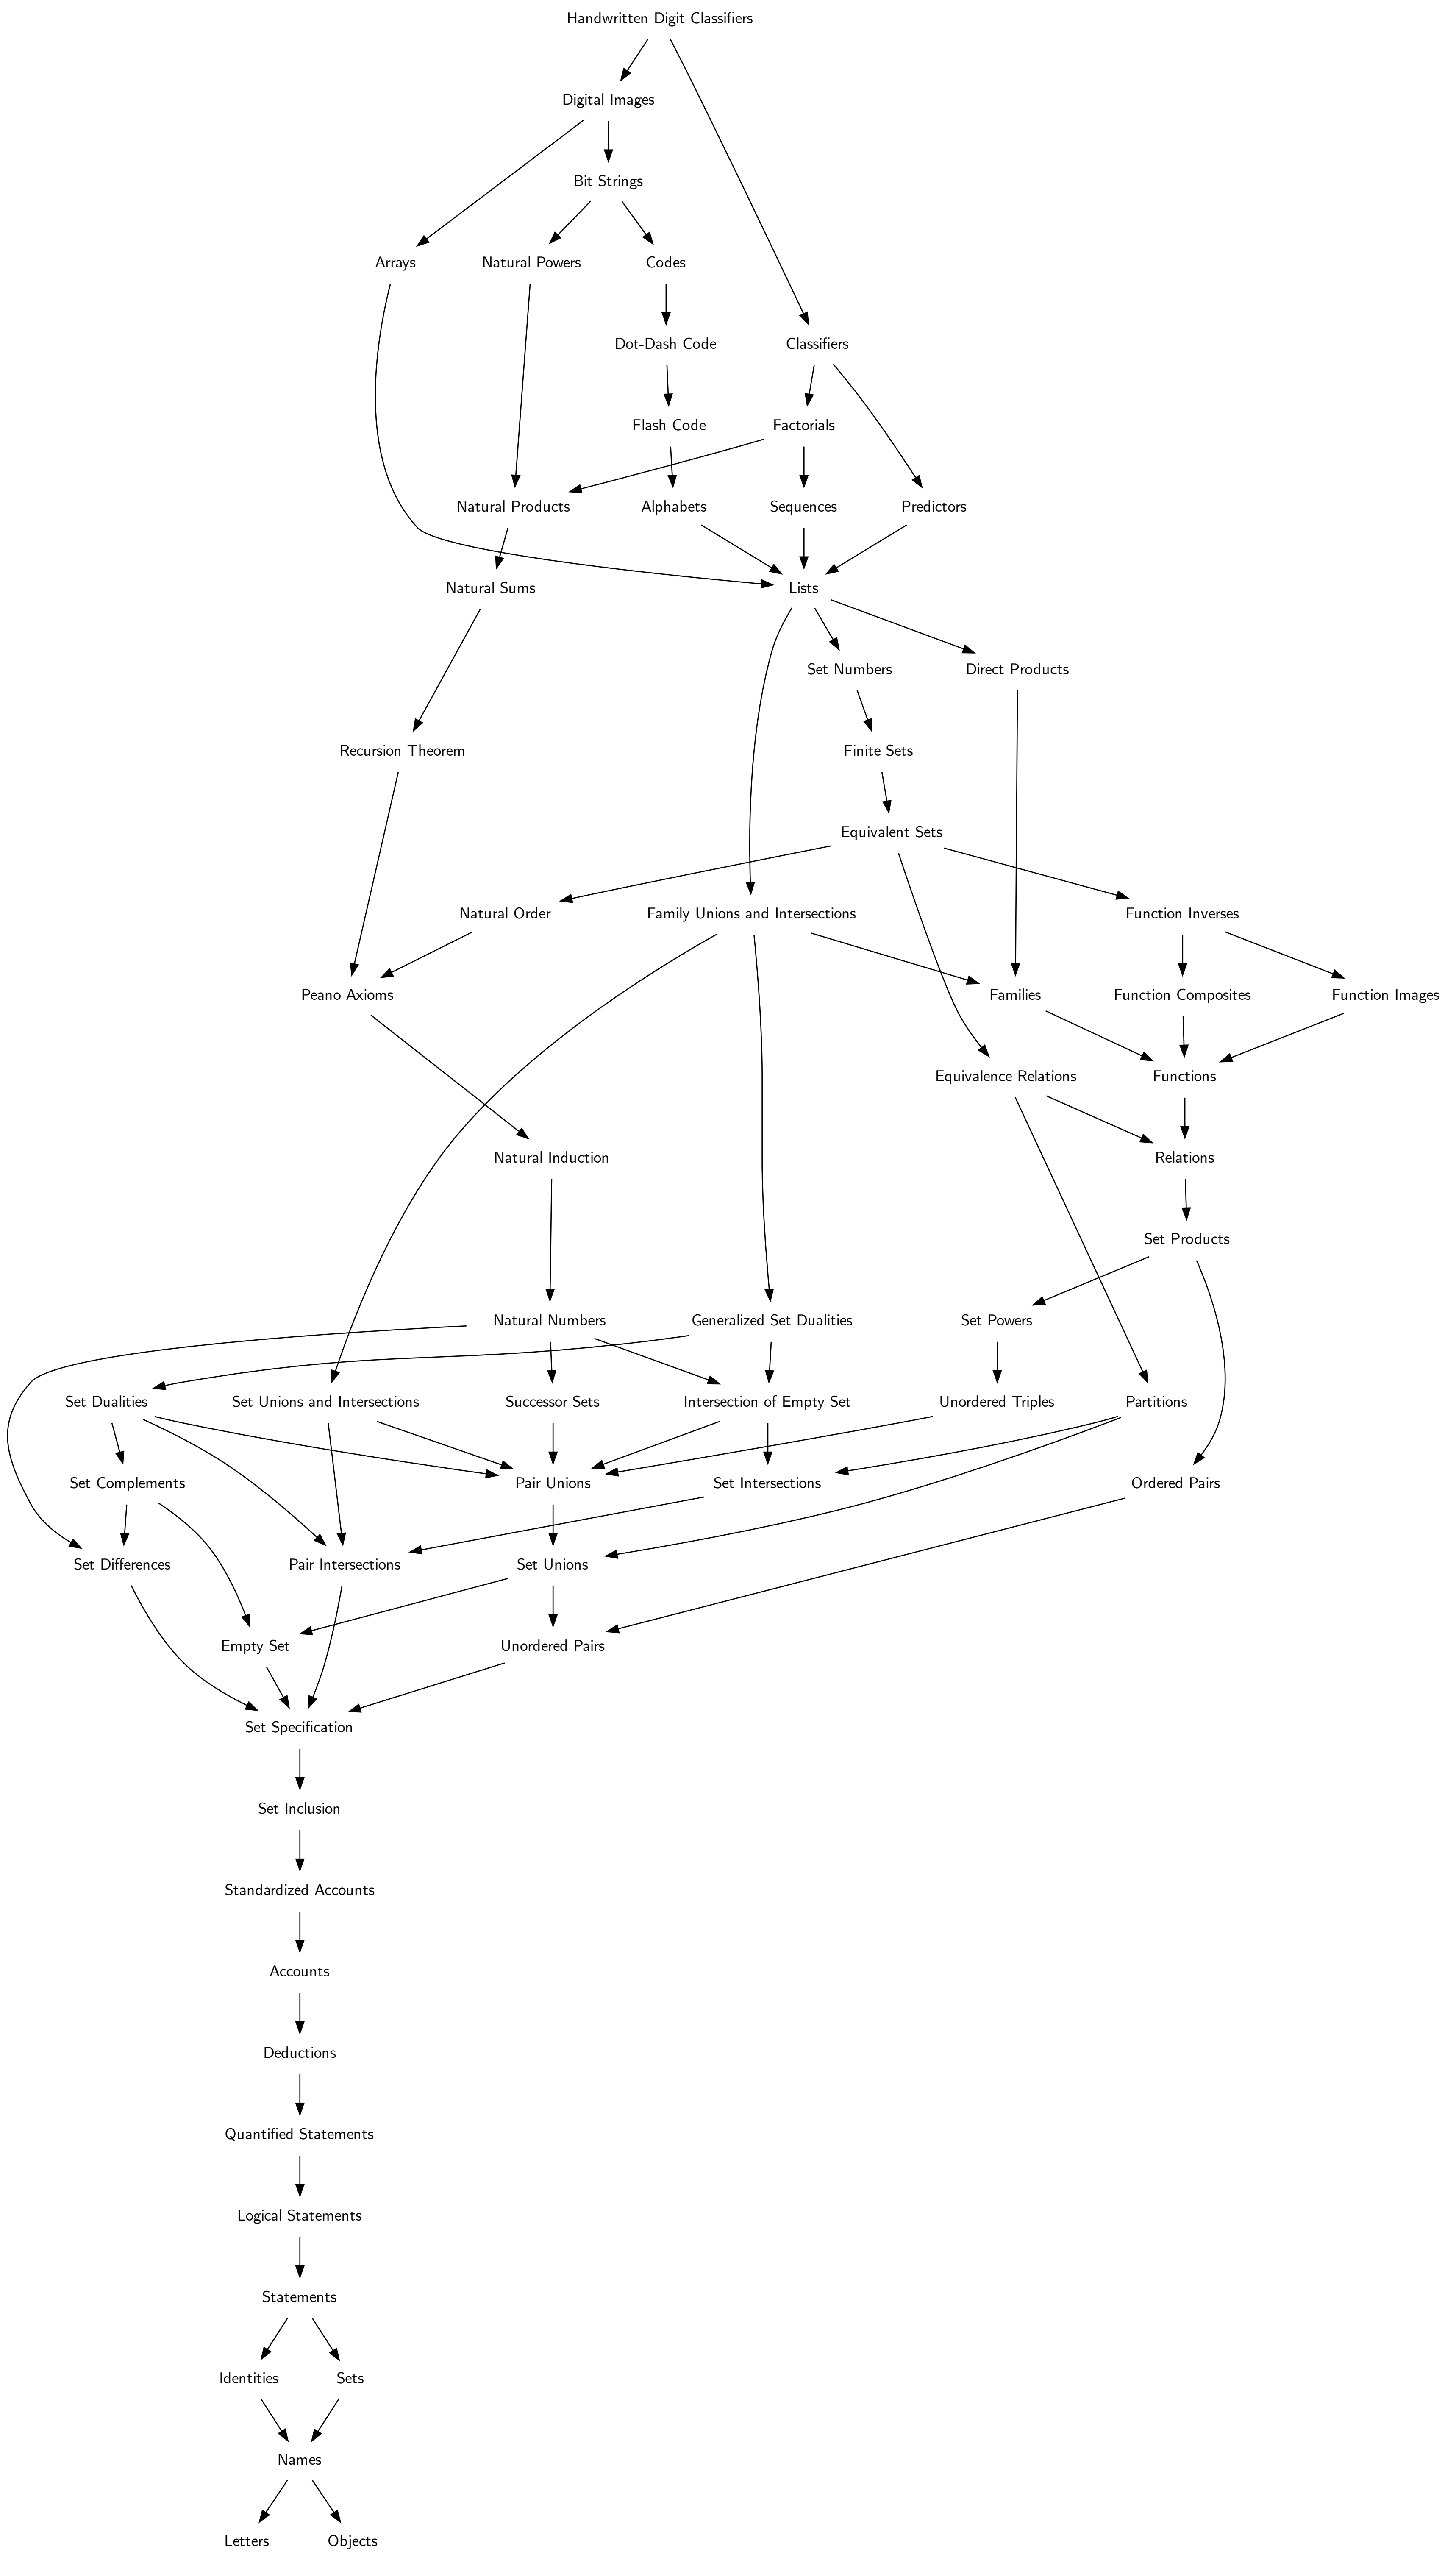 Handwritten Digit Classifiers
Digital Images
Bit Strings
Arrays
Natural Powers
Codes
Dot-Dash Code
Classifiers
Flash Code
Factorials
Natural Products
Alphabets
Sequences
Predictors
Natural Sums
Lists
Set Numbers
Direct Products
Recursion Theorem
Finite Sets
Equivalent Sets
Natural Order
Family Unions and Intersections
Function Inverses
Peano Axioms
Families
Function Composites
Function Images
Equivalence Relations
Functions
Natural Induction
Relations
Set Products
Natural Numbers
Generalized Set Dualities
Set Powers
Set Dualities
Set Unions and Intersections
Successor Sets
Intersection of Empty Set
Unordered Triples
Partitions
Set Complements
Pair Unions
Set Intersections
Ordered Pairs
Set Differences
Pair Intersections
Set Unions
Empty Set
Unordered Pairs
Set Specification
Set Inclusion
Standardized Accounts
Accounts
Deductions
Quantified Statements
Logical Statements
Statements
Identities
Sets
Names
Letters
Objects